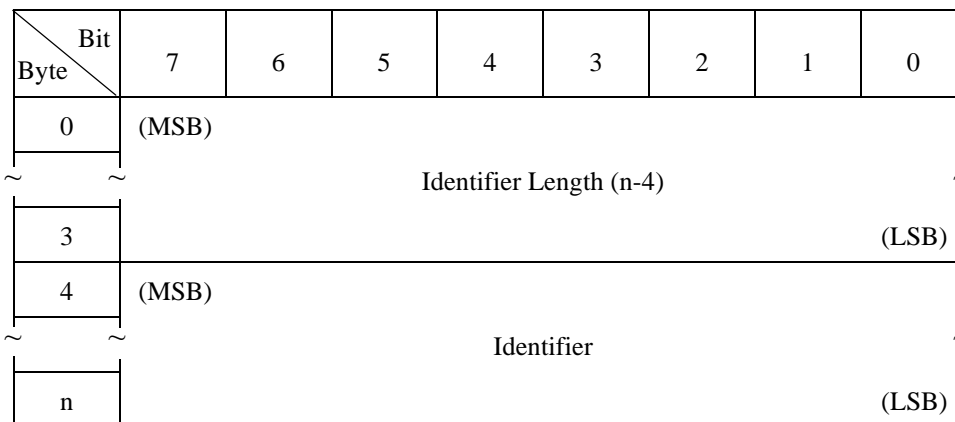 Bit
Byte 7 6 5 4 3 2 1 0
0 (MSB)
~ ~ Identifier Length (n-4) ~
3 (LSB)
4 (MSB)
~ ~ Identifier ~
n (LSB)